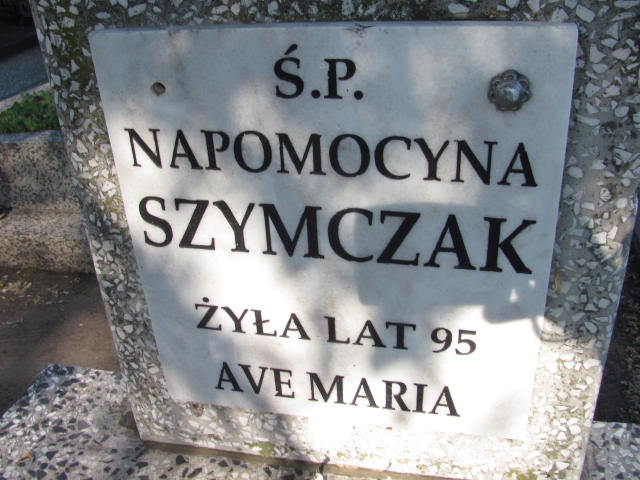 Ś.P.
NAPOMOCYNA
SZYMCZAK
ŻYŁA LAT 95
AVE MARIA